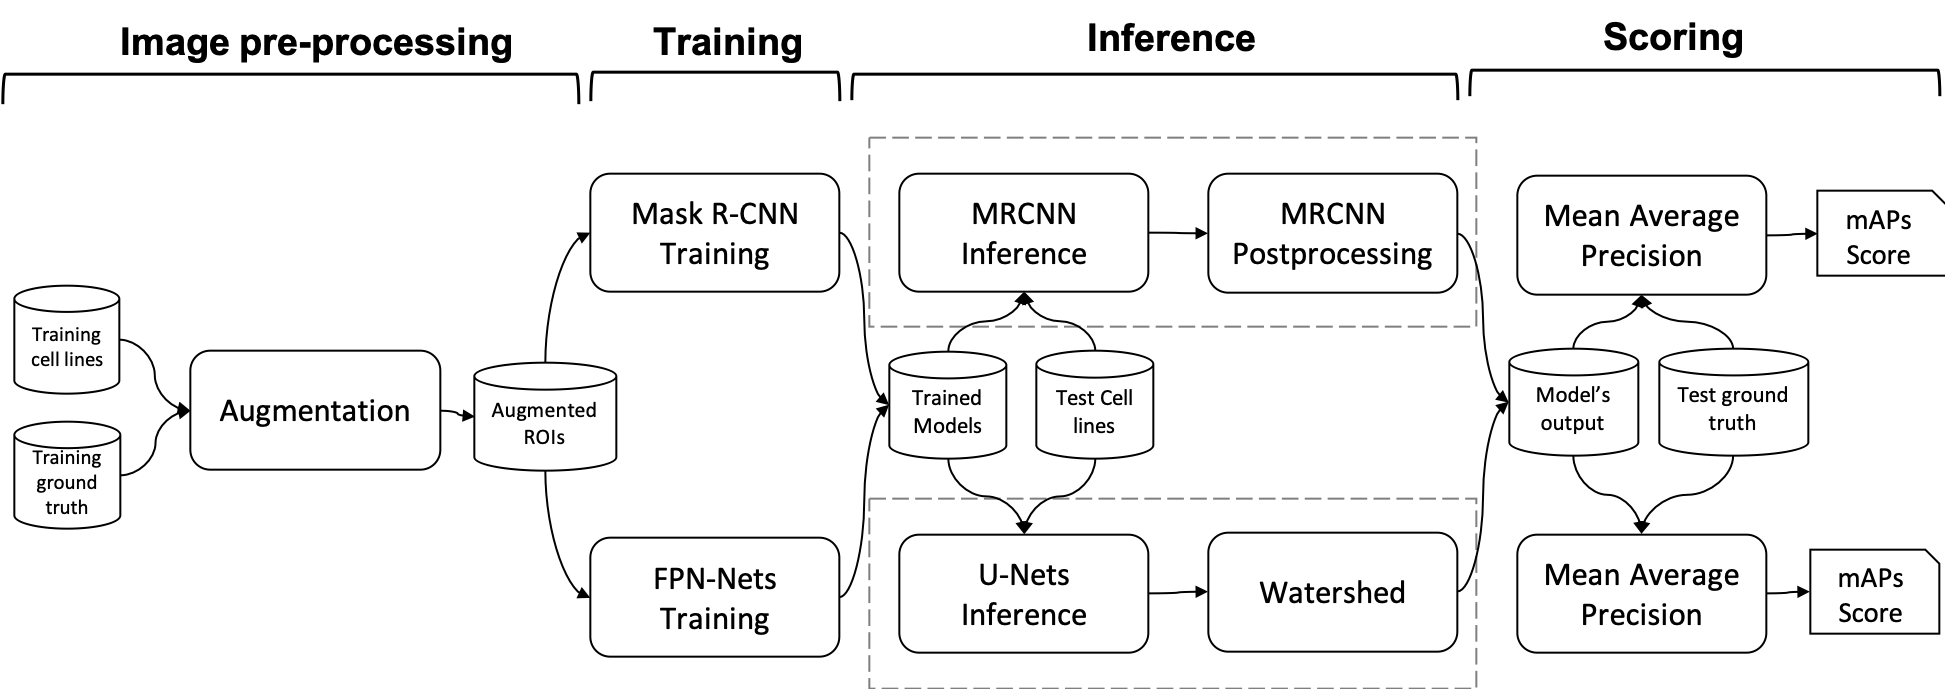 Image pre-processing
Training
Inference
Scoring
Training
cell lines
Training
ground
truth
Augmentation
Augmented
ROIs
Mask R-CNN
Training
FPN-Nets
Training
MRCNN
Inference
MRCNN
Postprocessing
Trained
Models
Test Cell
lines
U-Nets
Inference
Watershed
Mean Average
Precision
mAPs
Score
Model's
output
Test ground
truth
Mean Average
Precision
mAPs
Score